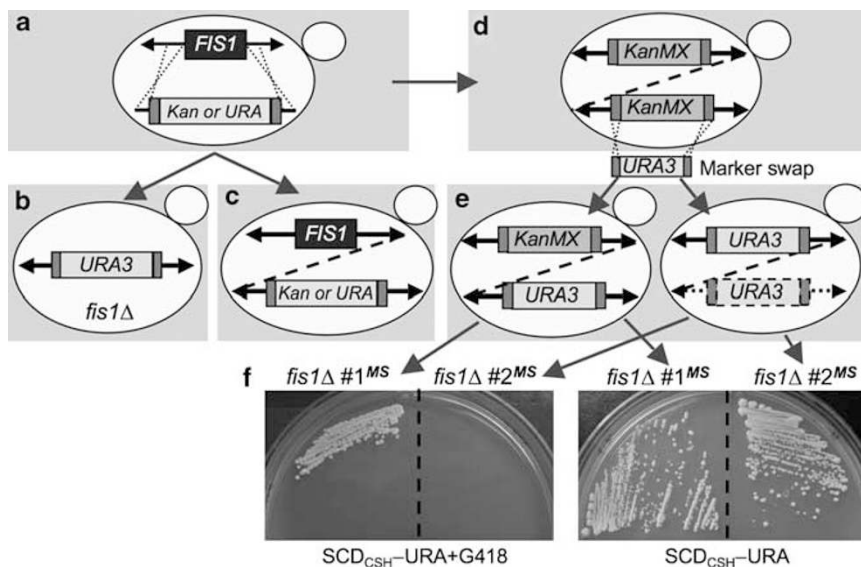 a
FIS1
Kan or URA
d
KanMX
KanMX
URA3 Marker swap
b
URA3
fis1Δ
c
FIS1
Kan or URA
e
KanMX
URA3
URA3
URA3
f
fis1Δ #1MS fis1Δ #2MS
fis1Δ #1MS fis1Δ #2MS
SCDCSH–URA+G418
SCDCSH–URA